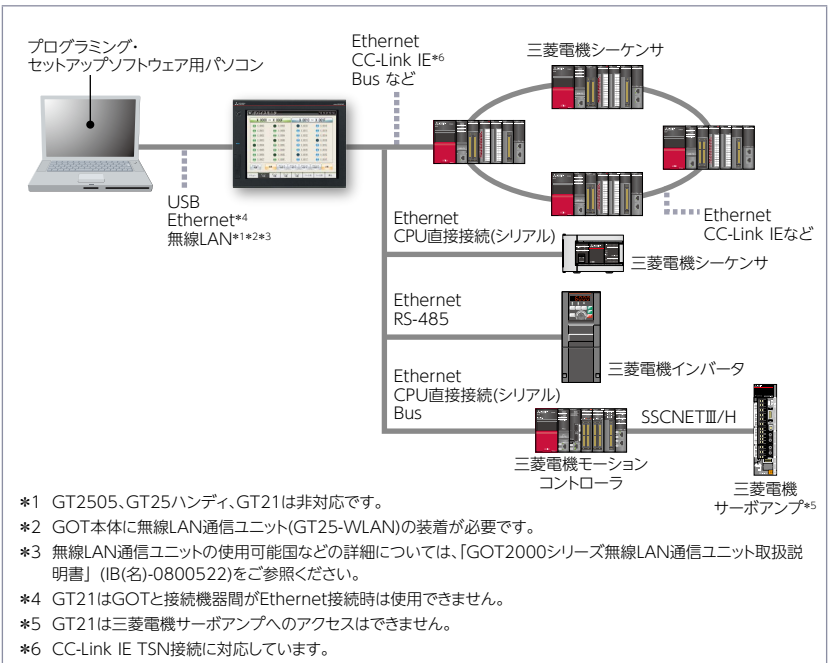 プログラミング・
セットアップソフトウェア用パソコン
Ethernet
CC-Link IE*6
Bus など
三菱電機シーケンサ
USB
Ethernet*4
無線LAN*1*2*3
Ethernet
CC-Link IEなど
Ethernet
CPU直接接続(シリアル)
三菱電機シーケンサ
Ethernet
RS-485
三菱電機インバータ
Ethernet
CPU直接接続(シリアル)
Bus
SSCNETⅢ/H
三菱電機モーション
コントローラ
三菱電機
サーボアンプ*5
*1 GT2505、GT25ハンディ、GT21は非対応です。
*2 GOT本体に無線LAN通信ユニット(GT25-WLAN)の装着が必要です。
*3 無線LAN通信ユニットの使用可能国などの詳細については、「GOT2000シリーズ無線LAN通信ユニット取扱説
明書」 (IB(名)-0800522)をご参照ください。
*4 GT21はGOTと接続機器間がEthernet接続時は使用できません。
*5 GT21は三菱電機サーボアンプへのアクセスはできません。
*6 CC-Link IE TSN接続に対応しています。